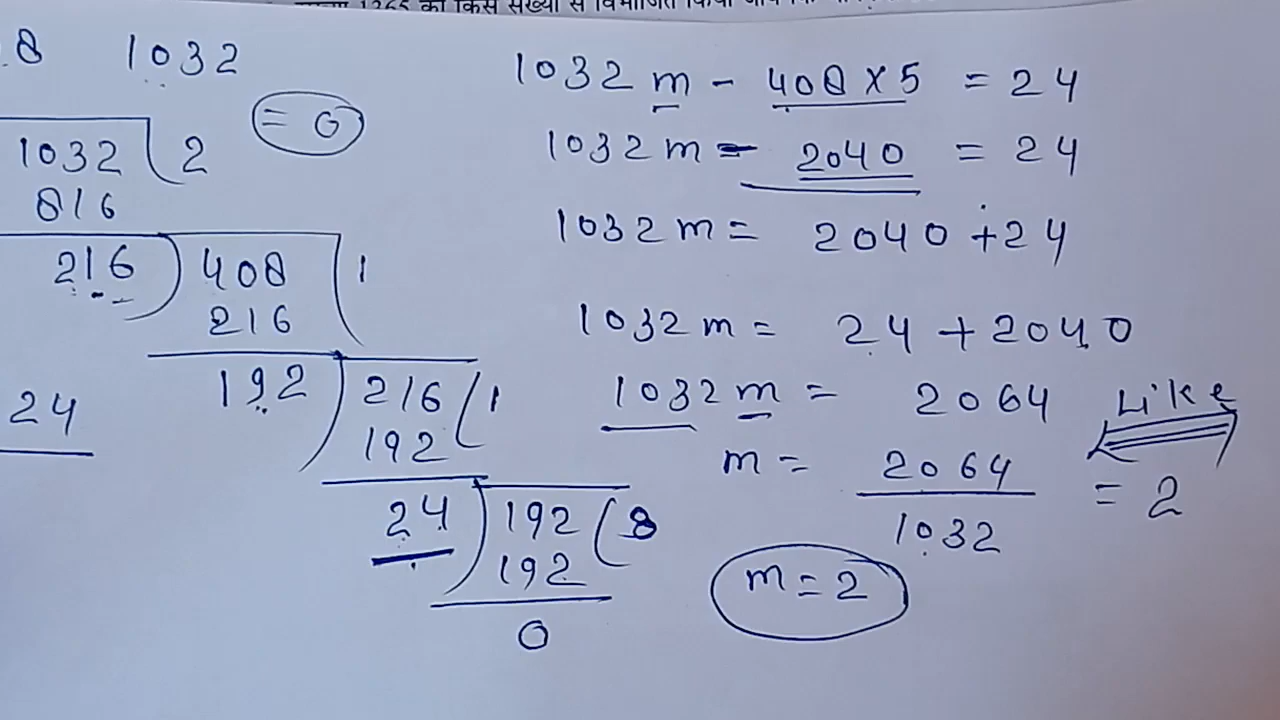 1265 को किस संख्या से विभाजित किया
.8 1032
1032 2
816
216 408 1
216
192 216 1
192
24 192 8
192
0
24
= 0
1032 m - 408 x 5 = 24
1032 m - 2040 = 24
1032 m = 2040 + 24
1032 m = 24 + 2040
1032 m = 2064
m = 2064 / 1032 = 2
m = 2
Like